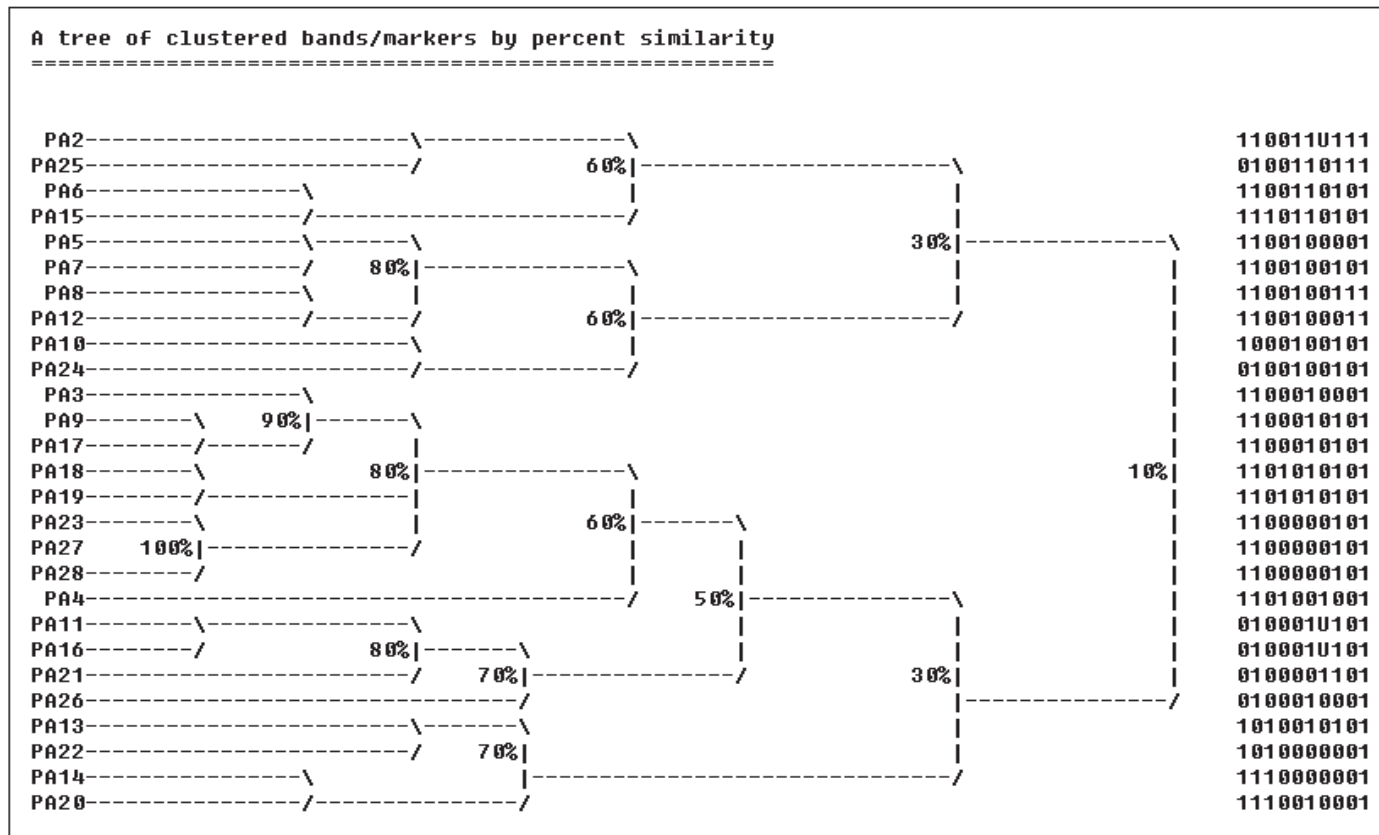 A tree of clustered bands/markers by percent similarity
=======================================================
 PA2------------------------\---------------\                                            110011U111
PA25------------------------/            60%|-----------------------\                    0100110111
 PA6----------------\                       |                       |                    1100110101
PA15----------------/-----------------------/                       |                    1110110101
 PA5----------------\-------\                                    30%|---------------\    1100100001
 PA7----------------/    80%|---------------\                       |               |    1100100101
 PA8----------------\       |               |                       |               |    1100100111
PA12----------------/-------/            60%|-----------------------/               |    1100100011
PA10------------------------\               |                                       |    1000100101
PA24------------------------/---------------/                                       |    0100100101
 PA3----------------\                                                               |    1100010001
 PA9--------\    90%|-------\                                                       |    1100010101
PA17--------/-------/       |                                                       |    1100010101
PA18--------\            80%|---------------\                                    10%|    1101010101
PA19--------/---------------|               |                                       |    1101010101
PA23--------\               |            60%|-------\                               |    1100000101
PA27    100%|---------------/               |       |                               |    1100000101
PA28--------/                               |       |                               |    1100000101
 PA4----------------------------------------/    50%|---------------\               |    1101001001
PA11--------\---------------\                       |               |               |    010001U101
PA16--------/            80%|-------\               |               |               |    010001U101
PA21------------------------/    70%|---------------/            30%|               |    0100001101
PA26--------------------------------/                               |---------------/    0100010001
PA13------------------------\-------\                               |                    1010010101
PA22------------------------/    70%|                               |                    1010000001
PA14----------------\               |-------------------------------/                    1110000001
PA20----------------/---------------/                                                    1110010001